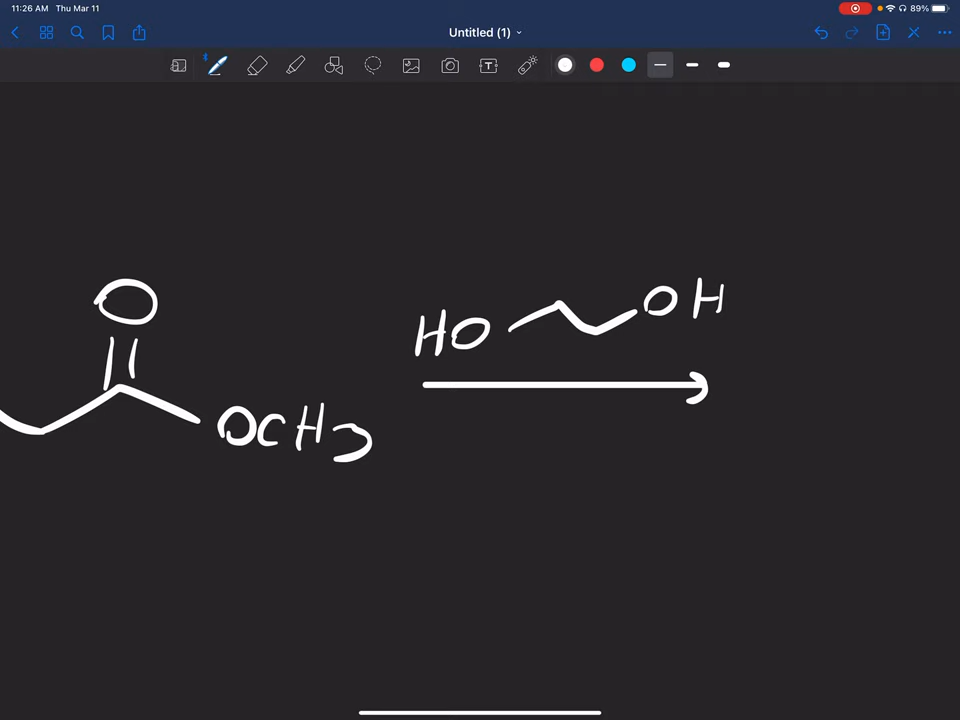 11:26 AM Thu Mar 11
89%
Untitled (1)
T
O
HO OH
OCH3